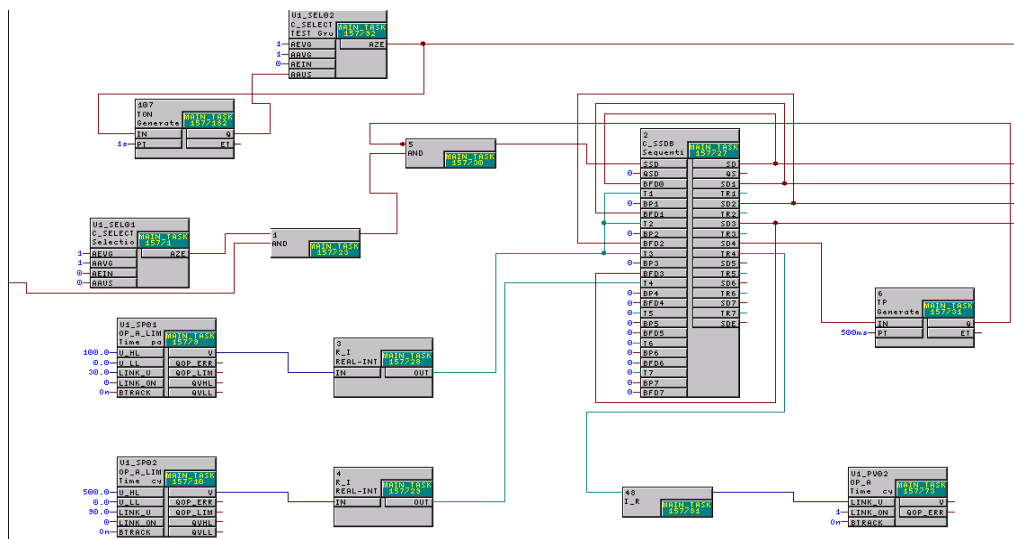 U1_SEL02
C_SELECT
TEST Gru
MAIN_TASK
157/92
1 AEVG AZE
1 AAVG
0 AEIN
AAVS
107
TON
Generate
MAIN_TASK
157/182
IN Q
1s PT ET
5
AND
MAIN_TASK
157/30
2
C_SSDB
Sequenti
MAIN_TASK
157/27
SSD SD
0 QSD QS
BFD0 SD1
T1 TR1
0 BP1 SD2
BFD1 TR2
T2 SD3
0 BP2 TR3
BFD2 SD4
T3 TR4
0 BP3 SD5
BFD3 TR5
T4 SD6
0 BP4 TR6
0 BFD4 SD7
0 T5 TR7
0 BP5 SDE
0 BFD5
0 T6
0 BP6
0 BFD6
0 T7
0 BP7
0 BFD7
U1_SEL01
C_SELECT
Selectio
MAIN_TASK
157/1
1 AEVG AZE
1 AAVG
0 AEIN
0 AAVS
1
AND
MAIN_TASK
157/23
6
TP
Generate
MAIN_TASK
157/31
IN Q
500ms PT ET
U1_SP01
OP_A_LIM
Time pa
MAIN_TASK
157/9
100.0 U_HL V
0.0 U_LL QOP_ERR
30.0 LINK_U QOP_LIM
0 LINK_ON QVHL
0n BTRACK QVLL
3
R_I
REAL-INT
MAIN_TASK
157/28
IN OUT
U1_SP02
OP_A_LIM
Time cy
MAIN_TASK
157/10
500.0 U_HL V
0.0 U_LL QOP_ERR
90.0 LINK_U QOP_LIM
0 LINK_ON QVHL
0n BTRACK QVLL
4
R_I
REAL-INT
MAIN_TASK
157/29
IN OUT
48
I_R
MAIN_TASK
157/81
U1_PV02
OP_A
Time cy
MAIN_TASK
157/73
LINK_U V
1 LINK_ON QOP_ERR
0n BTRACK